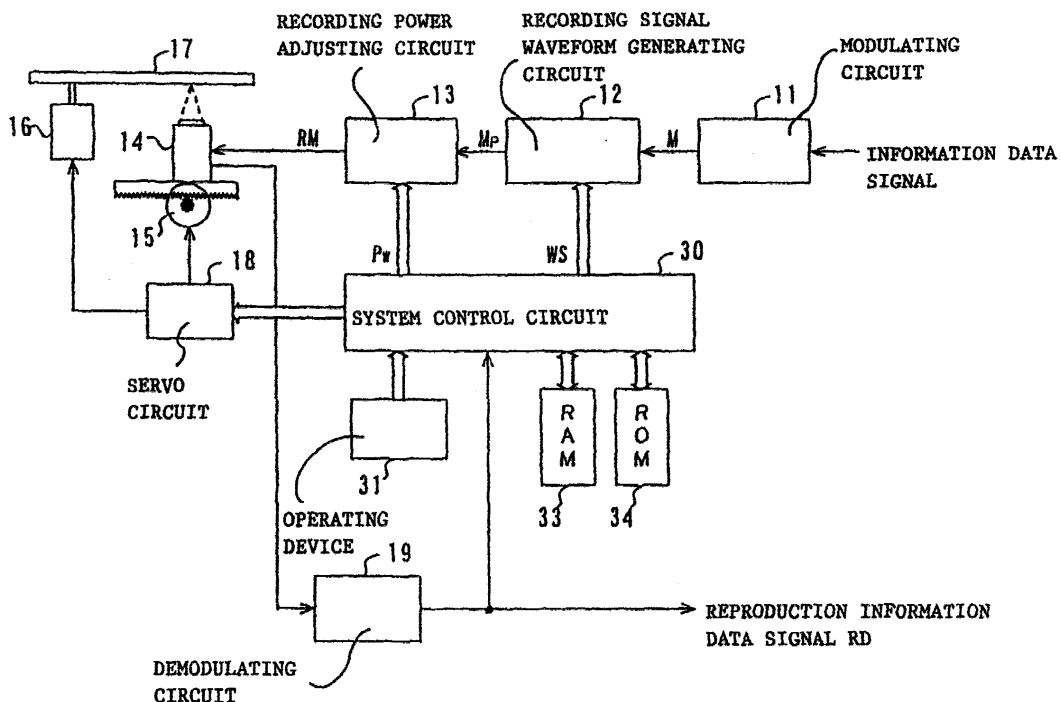 RECORDING POWER
ADJUSTING CIRCUIT
RECORDING SIGNAL
WAVEFORM GENERATING
CIRCUIT
MODULATING
CIRCUIT
17
13
12
11
16
14
RM
MP
M
INFORMATION DATA
SIGNAL
15
18
PW
WS
30
SYSTEM CONTROL CIRCUIT
SERVO
CIRCUIT
RAM
ROM
31
33
34
OPERATING
DEVICE
19
REPRODUCTION INFORMATION
DATA SIGNAL RD
DEMODULATING
CIRCUIT